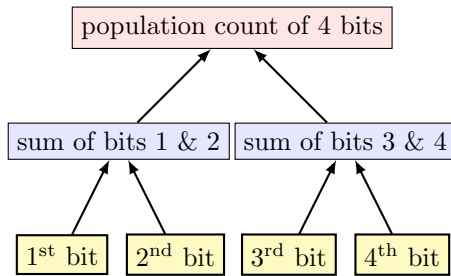 population count of 4 bits
sum of bits 1 & 2
sum of bits 3 & 4
1st bit
2nd bit
3rd bit
4th bit